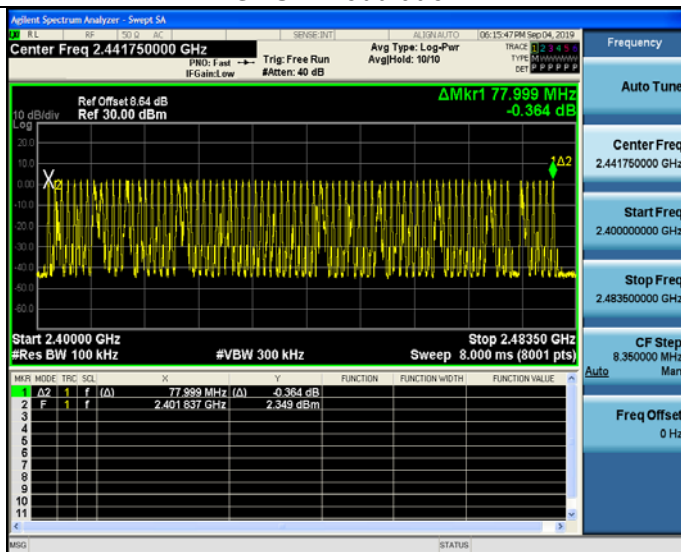 Agilent Spectrum Analyzer - Swept SA
RL RF 50 Ω AC SENSE:INT ALIGN AUTO 06:15:47 PM Sep 04, 2019
Center Freq 2.441750000 GHz
PNO: Fast
IFGain:Low
Trig: Free Run
#Atten: 40 dB
Avg Type: Log-Pwr
Avg|Hold: 10/10
TRACE 1 2 3 4 5 6
TYPE M
DET P P P P P P
Frequency
Auto Tune
Center Freq
2.441750000 GHz
Start Freq
2.400000000 GHz
Stop Freq
2.483500000 GHz
CF Step
8.350000 MHz
Auto Man
Freq Offset
0 Hz
ΔMkr1 77.999 MHz
-0.364 dB
Ref Offset 8.64 dB
10 dB/div Ref 30.00 dBm
Log
20.0
10.0
0.00
-10.0
-20.0
-30.0
-40.0
-50.0
-60.0
X2
1Δ2
Start 2.40000 GHz Stop 2.48350 GHz
#Res BW 100 kHz #VBW 300 kHz Sweep 8.000 ms (8001 pts)
MKR MODE TRC SCL X Y FUNCTION FUNCTION WIDTH FUNCTION VALUE
1 Δ2 1 f (Δ) 77.999 MHz (Δ) -0.364 dB
2 F 1 f 2.401 837 GHz 2.349 dBm
3
4
5
6
7
8
9
10
11
MSG STATUS